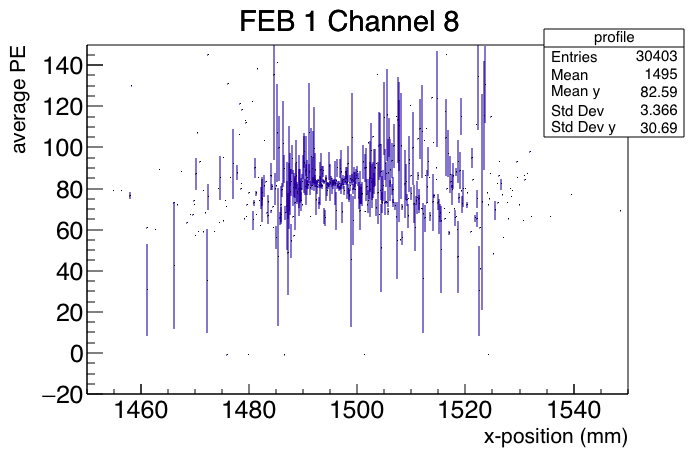 FEB 1 Channel 8
profile
Entries 30403
Mean 1495
Mean y 82.59
Std Dev 3.366
Std Dev y 30.69
average PE
140
120
100
80
60
40
20
0
−20
1460 1480 1500 1520 1540
x-position (mm)